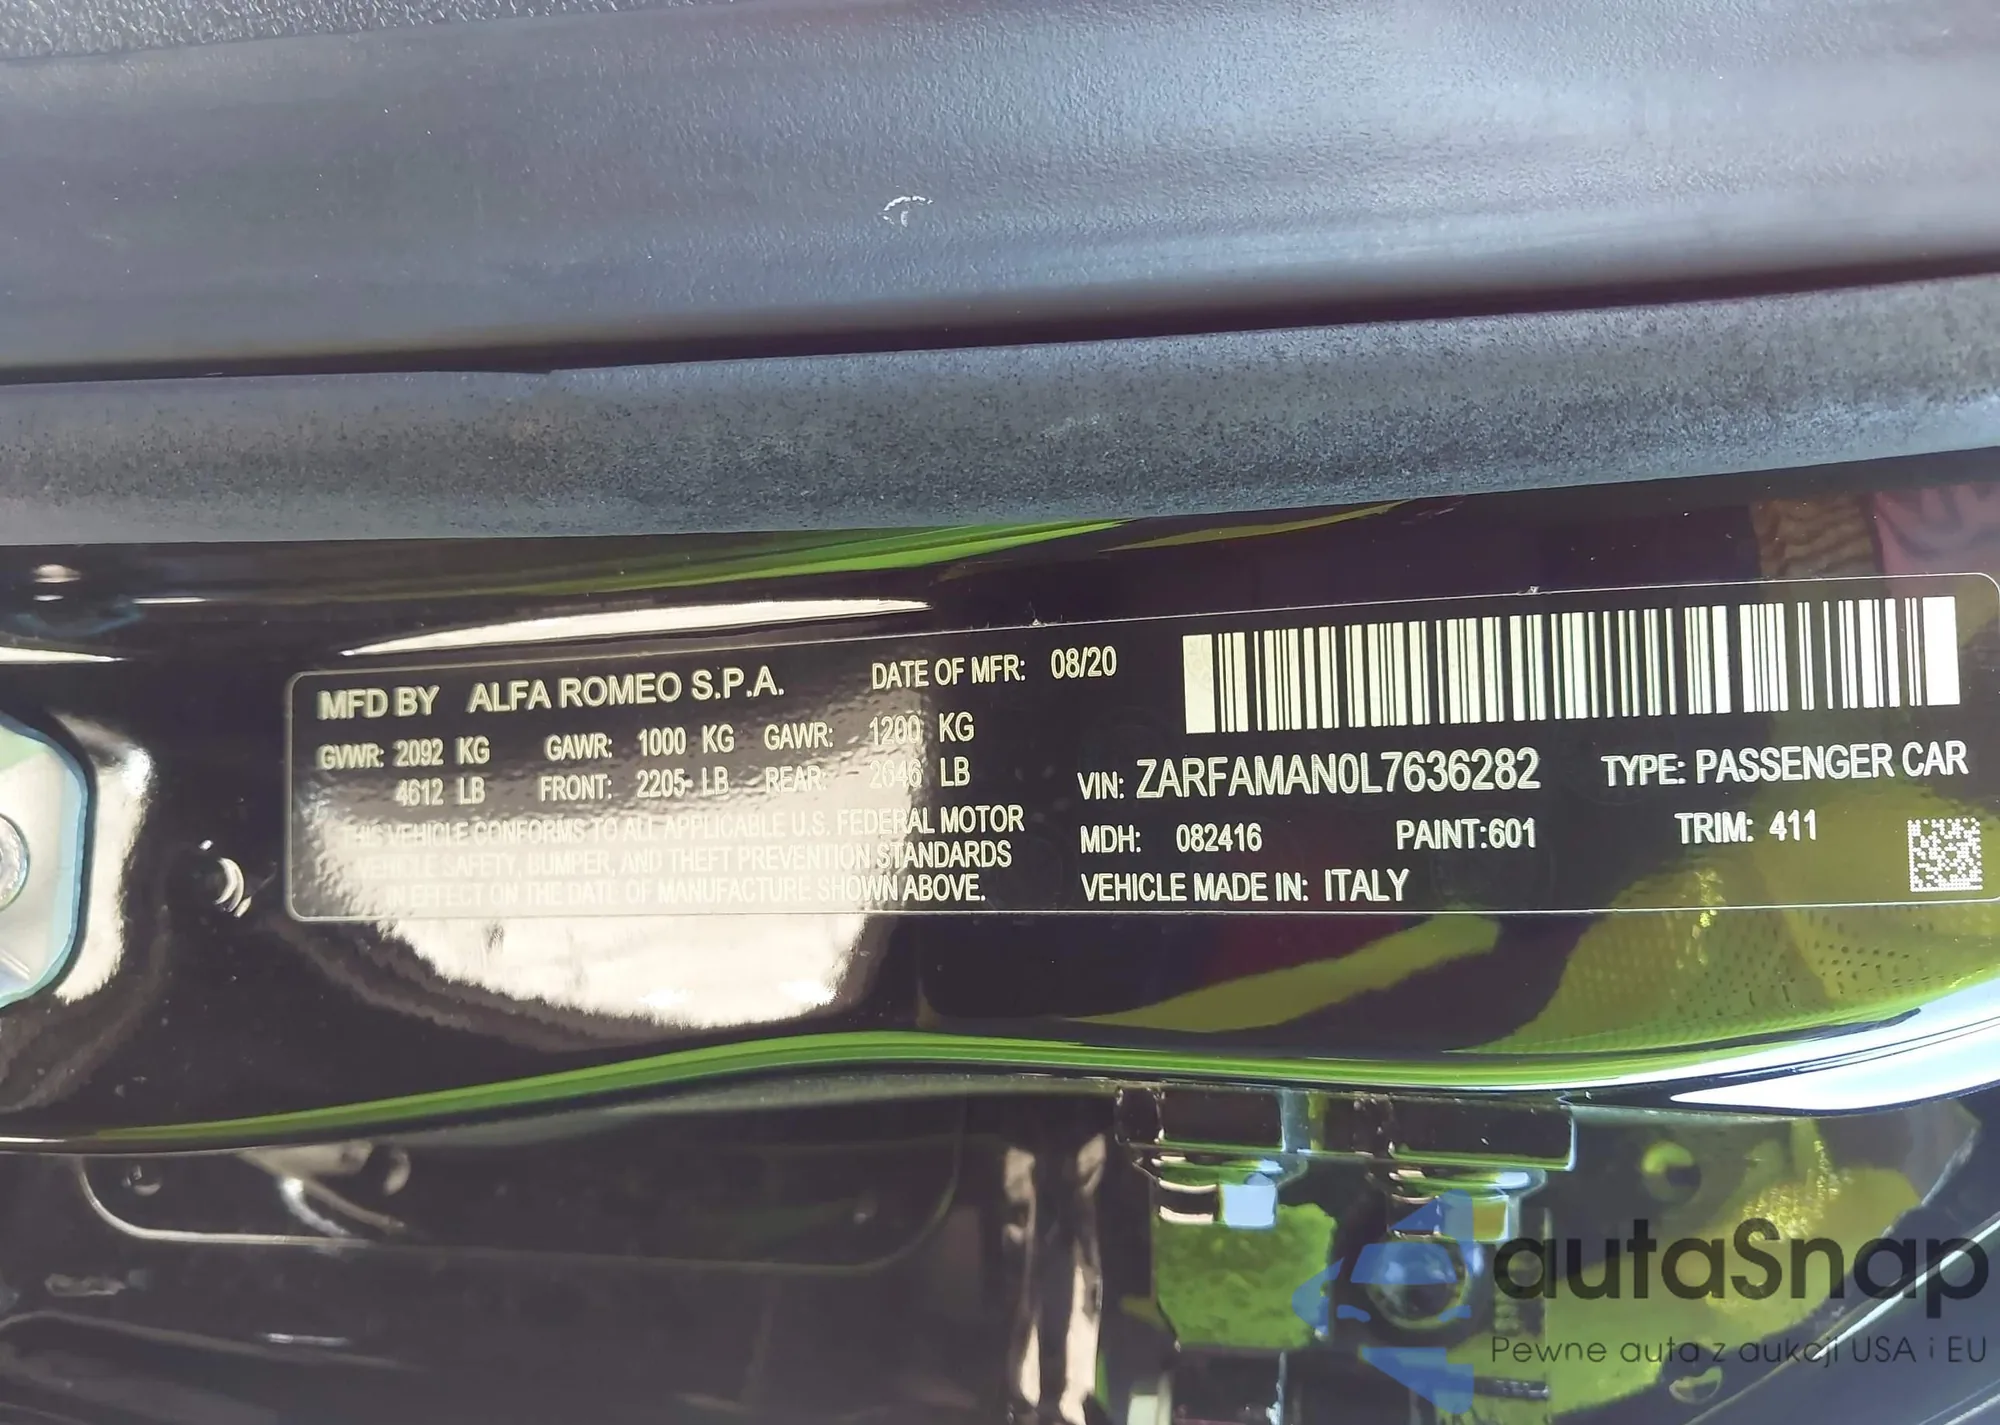 MFD BY ALFA ROMEO S.P.A. DATE OF MFR: 08/20
GVWR: 2092 KG GAWR: 1000 KG GAWR: 1200 KG
4612 LB FRONT: 2205 LB REAR: 2646 LB
THIS VEHICLE CONFORMS TO ALL APPLICABLE U.S. FEDERAL MOTOR
VEHICLE SAFETY, BUMPER, AND THEFT PREVENTION STANDARDS
IN EFFECT ON THE DATE OF MANUFACTURE SHOWN ABOVE.
VIN: ZARFAMAN0L7636282 TYPE: PASSENGER CAR
MDH: 082416 PAINT:601 TRIM: 411
VEHICLE MADE IN: ITALY
autaSnap
Pewne auta z aukcji USA i EU